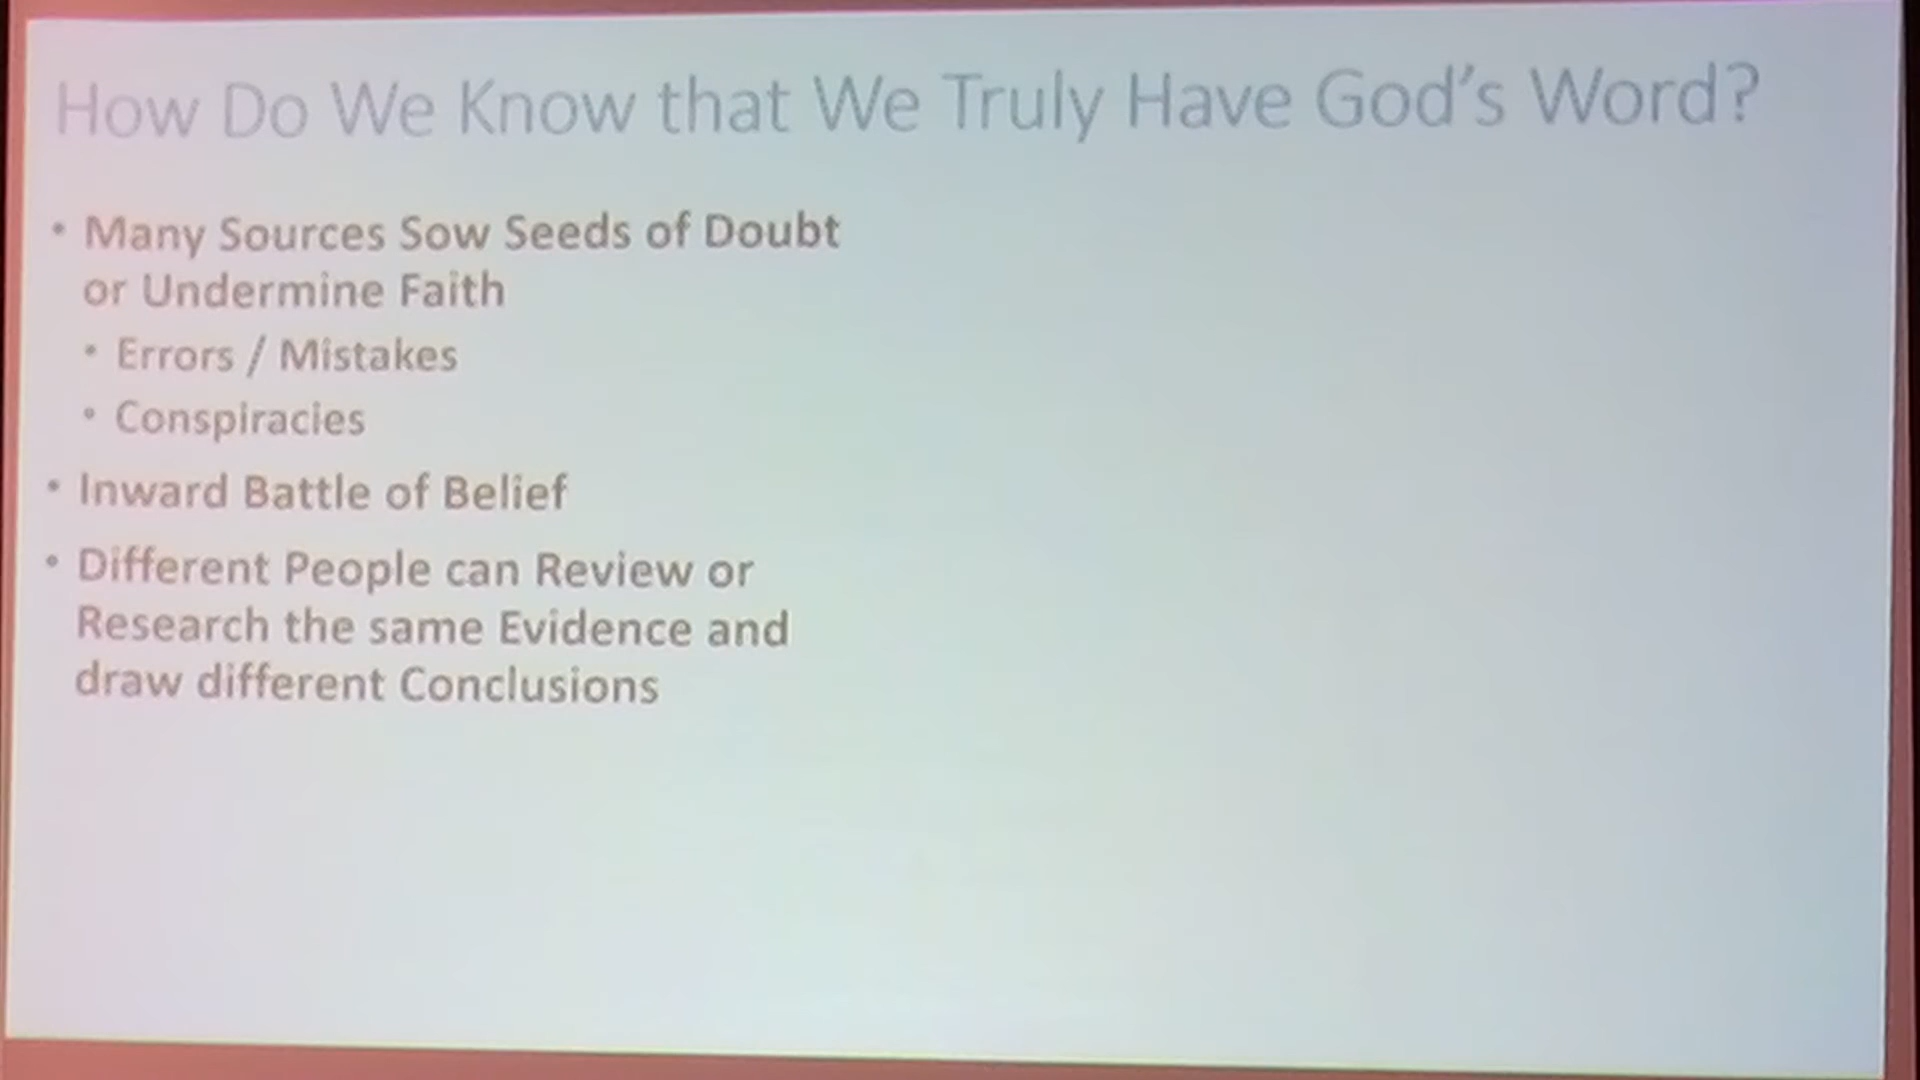 How Do We Know that We Truly Have God's Word?
• Many Sources Sow Seeds of Doubt
or Undermine Faith
• Errors / Mistakes
• Conspiracies
• Inward Battle of Belief
• Different People can Review or
Research the same Evidence and
draw different Conclusions